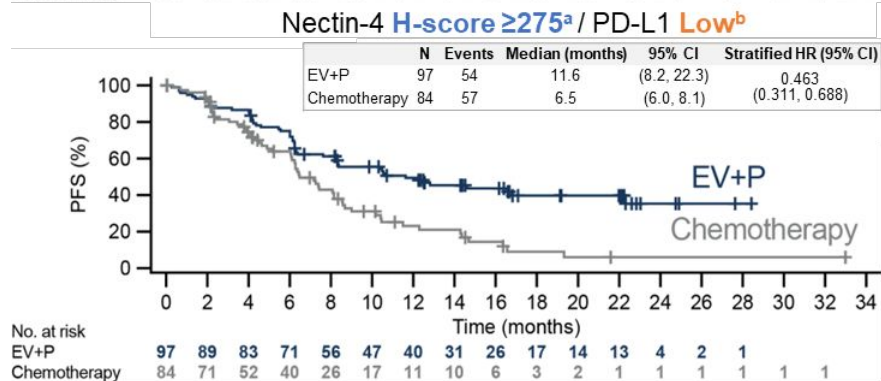 Nectin-4 H-score ≥275ᵃ / PD-L1 Lowᵇ
N Events Median (months) 95% CI Stratified HR (95% CI)
EV+P 97 54 11.6 (8.2, 22.3) 0.463
(0.311, 0.688)
Chemotherapy 84 57 6.5 (6.0, 8.1)
PFS (%)
100
80
60
40
20
0
EV+P
Chemotherapy
0 2 4 6 8 10 12 14 16 18 20 22 24 26 28 30 32 34
Time (months)
No. at risk
EV+P 97 89 83 71 56 47 40 31 26 17 14 13 4 2 1
Chemotherapy 84 71 52 40 26 17 11 10 6 3 2 1 1 1 1 1 1